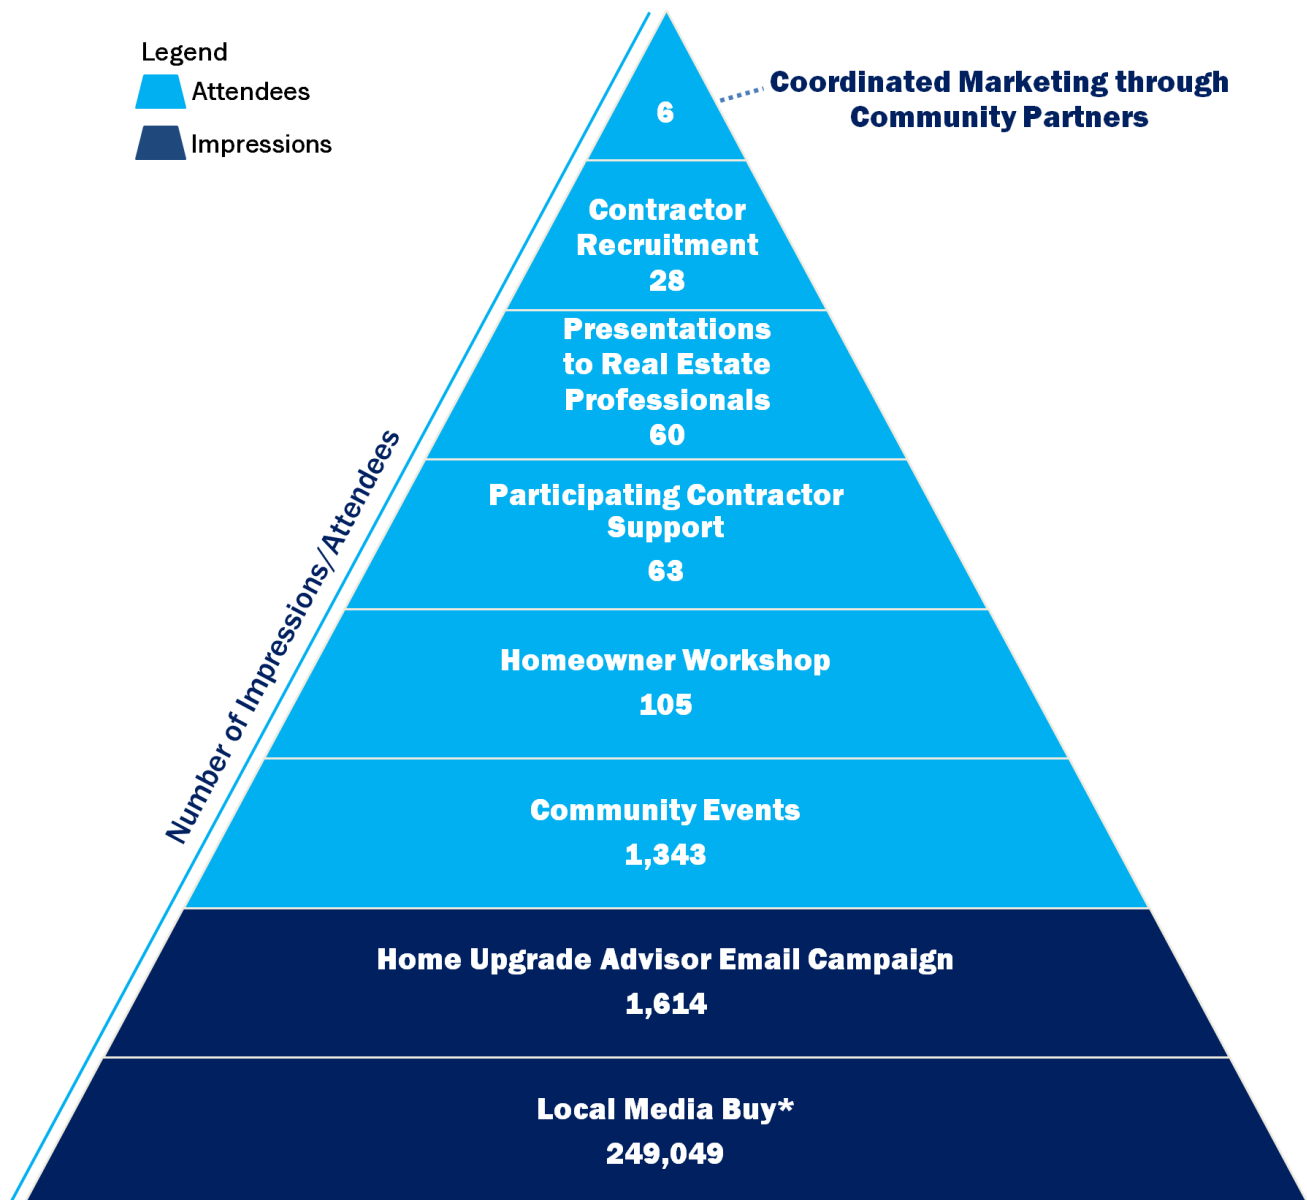 Legend
Attendees
Impressions
6
Coordinated Marketing through
Community Partners
Contractor
Recruitment
28
Presentations
to Real Estate
Professionals
60
Participating Contractor
Support
63
Homeowner Workshop
105
Community Events
1,343
Home Upgrade Advisor Email Campaign
1,614
Local Media Buy*
249,049
Number of Impressions/Attendees